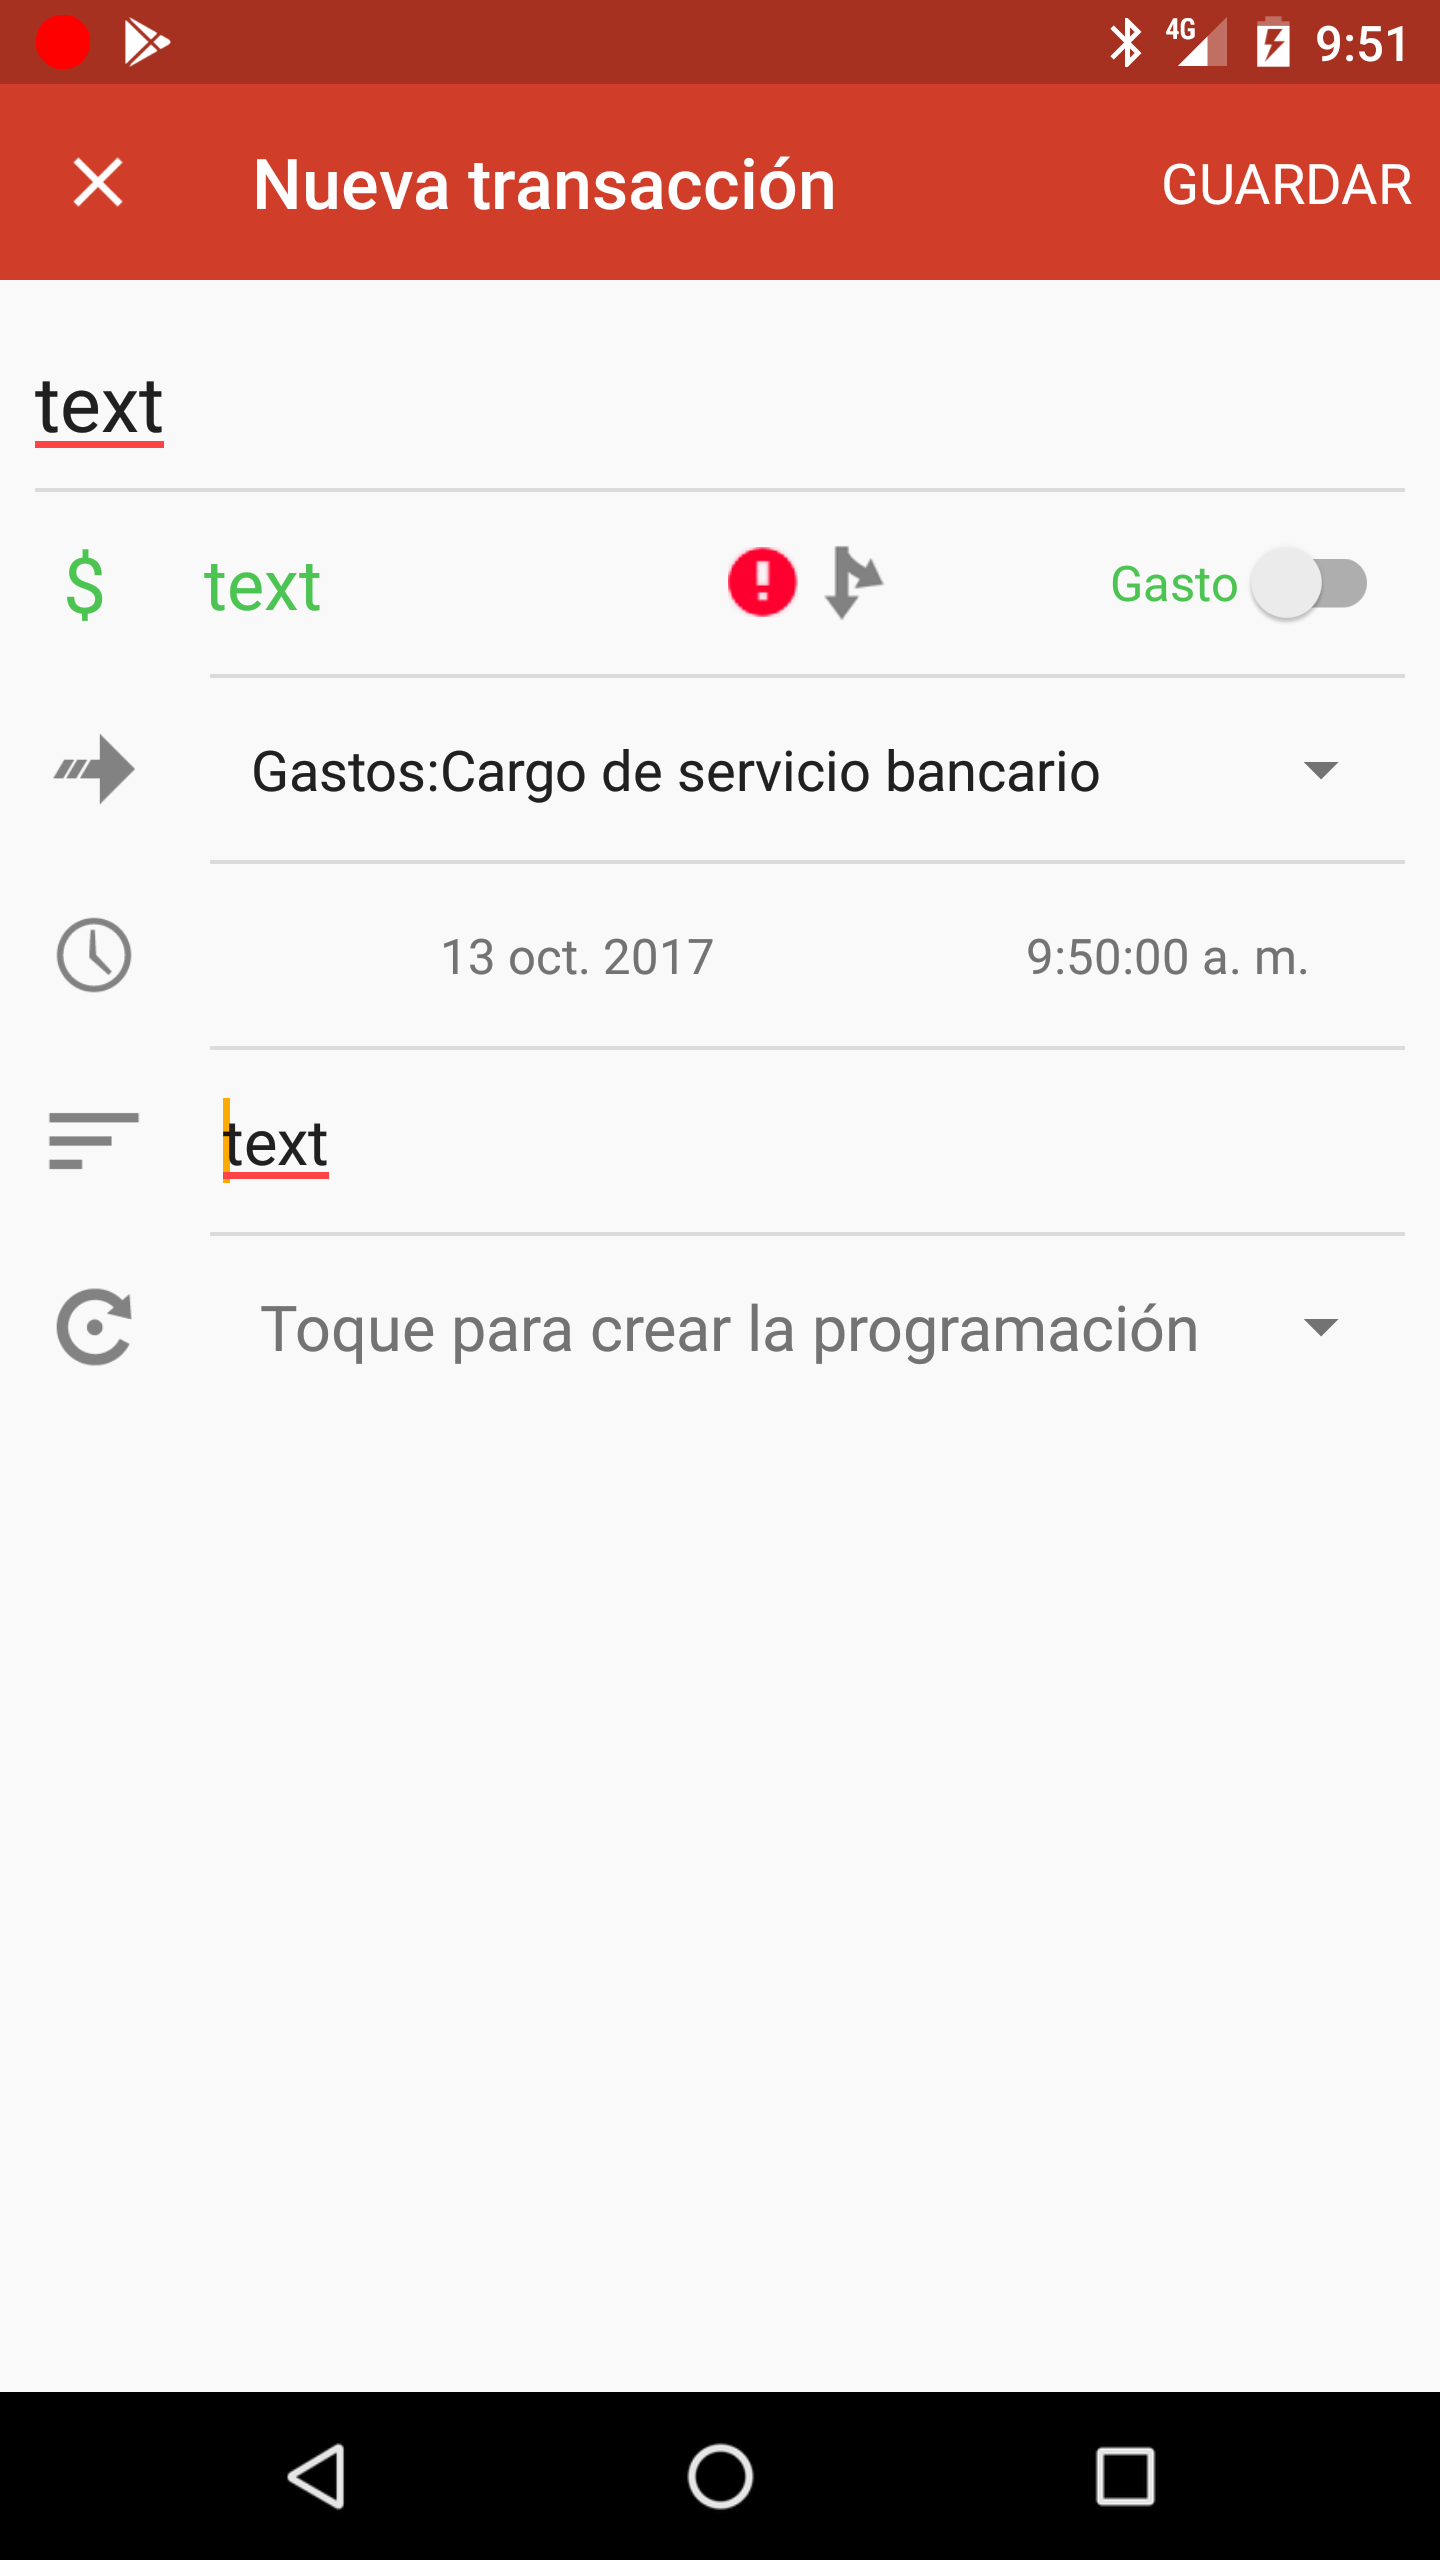 4G 9:51
Nueva transacción GUARDAR
text
$ text Gasto
Gastos:Cargo de servicio bancario
13 oct. 2017 9:50:00 a. m.
text
Toque para crear la programación